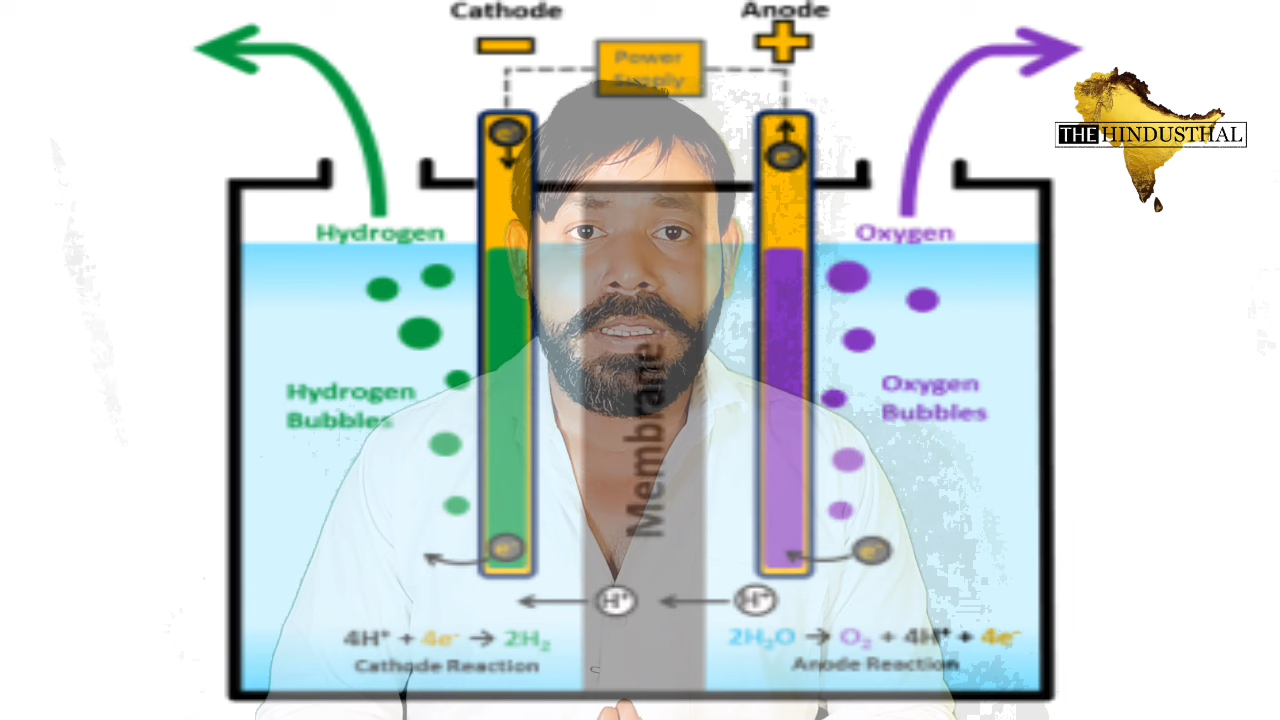 Cathode
Anode
Power
Supply
THE HINDUSTHAL
e⁻
e⁻
Hydrogen
Oxygen
Hydrogen
Bubbles
Oxygen
Bubbles
Membrane
e⁻
e⁻
H⁺
H⁺
4H⁺ + 4e⁻ → 2H₂
2H₂O → O₂ + 4H⁺ + 4e⁻
Cathode Reaction
Anode Reaction